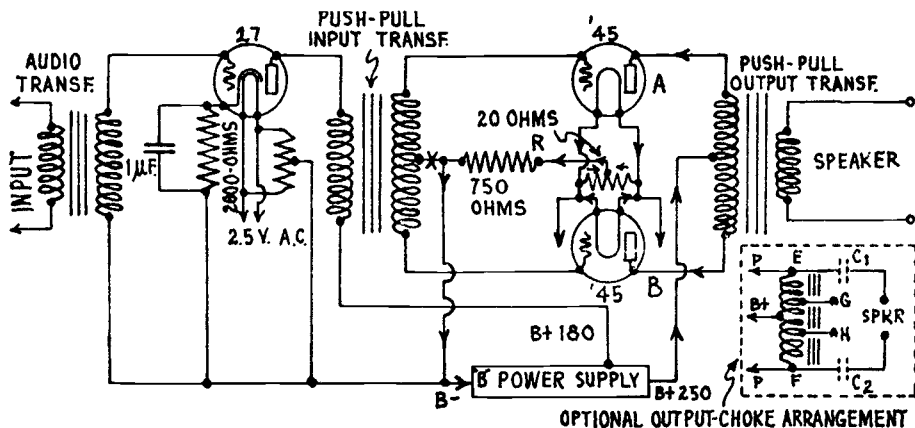 AUDIO
TRANSF.
27
PUSH-PULL
INPUT TRANSF.
'45
PUSH-PULL
OUTPUT TRANSF.
A
INPUT
1µF.
2800-OHMS
2.5 V. A.C.
X
R
20 OHMS
750
OHMS
SPEAKER
B
'45
B+180
"B" POWER SUPPLY
B-
B+250
P
E
C1
B+
G
H
SPKR
P
F
C2
OPTIONAL OUTPUT-CHOKE ARRANGEMENT